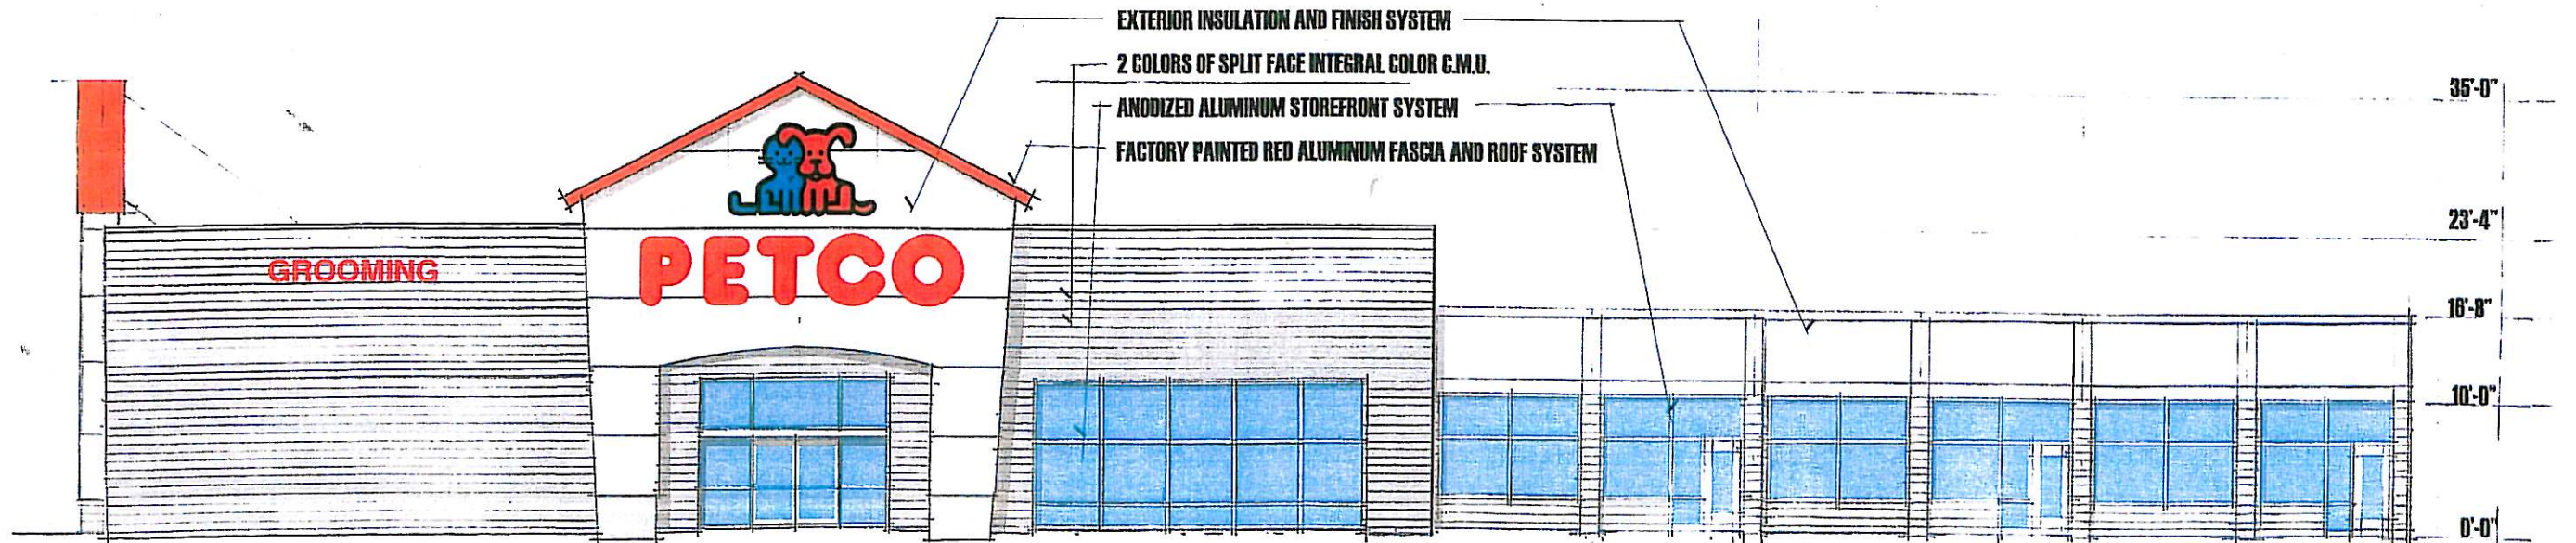 EXTERIOR INSULATION AND FINISH SYSTEM
2 COLORS OF SPLIT FACE INTEGRAL COLOR C.M.U.
ANODIZED ALUMINUM STOREFRONT SYSTEM
FACTORY PAINTED RED ALUMINUM FASCIA AND ROOF SYSTEM
35'-0"
23'-4"
GROOMING
PETCO
16'-8"
10'-0"
0'-0"